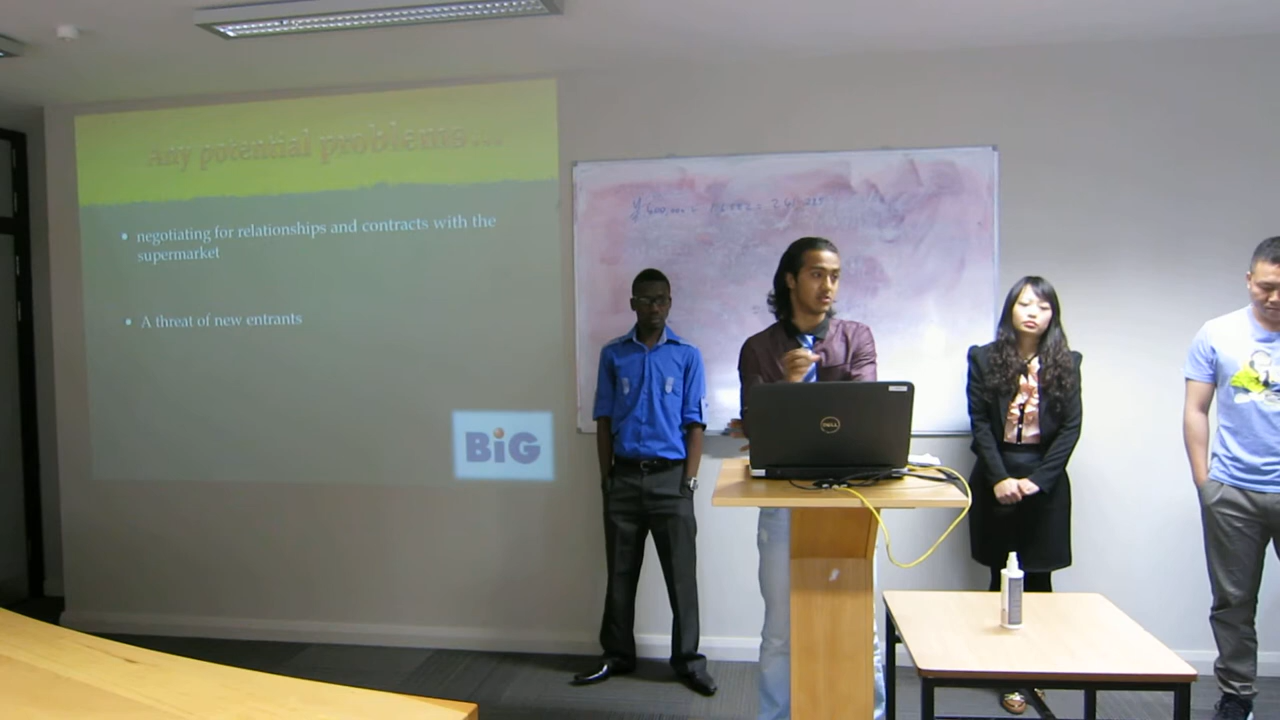 any potential problems...
• negotiating for relationships and contracts with the
supermarket
• A threat of new entrants
BiG
DELL